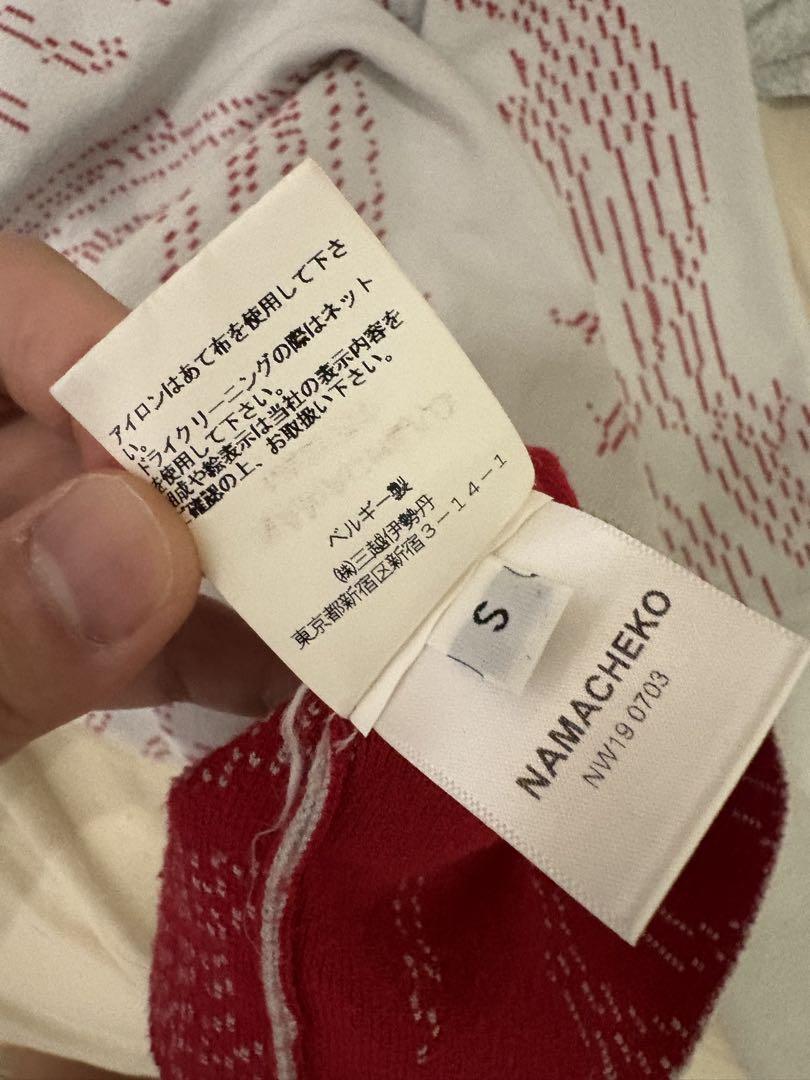 アイロンはあて布を使用して下さ
い。
ドライクリーニングの際はネット
を使用して下さい。
組成や絵表示は当社の表示内容を
ご確認の上、お取扱い下さい。
ベルギー製
㈱三越伊勢丹
東京都新宿区新宿3-14-1
S
NAMACHEKO
NW19 0703